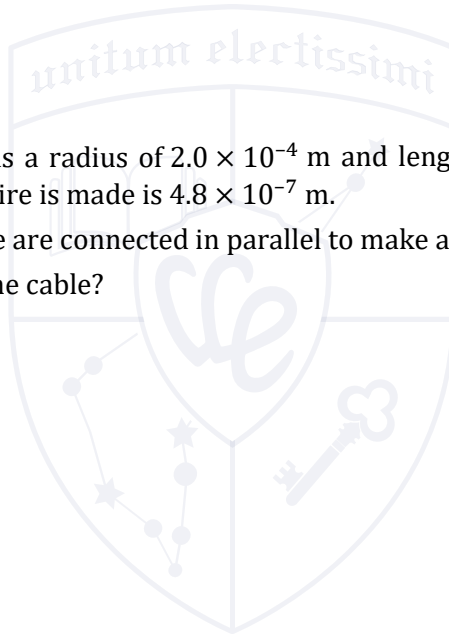 unitum electissimi
s a radius of 2.0 × 10⁻⁴ m and leng
ire is made is 4.8 × 10⁻⁷ m.
e are connected in parallel to make a
ne cable?